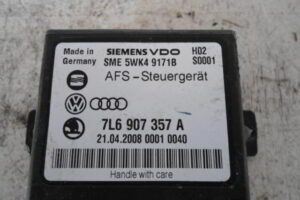 Made in SIEMENS VDO H02
Germany SME 5WK4 9171B S0001
AFS-Steuergerät
7L6 907 357 A
21.04.2008 0001 0040
Handle with care